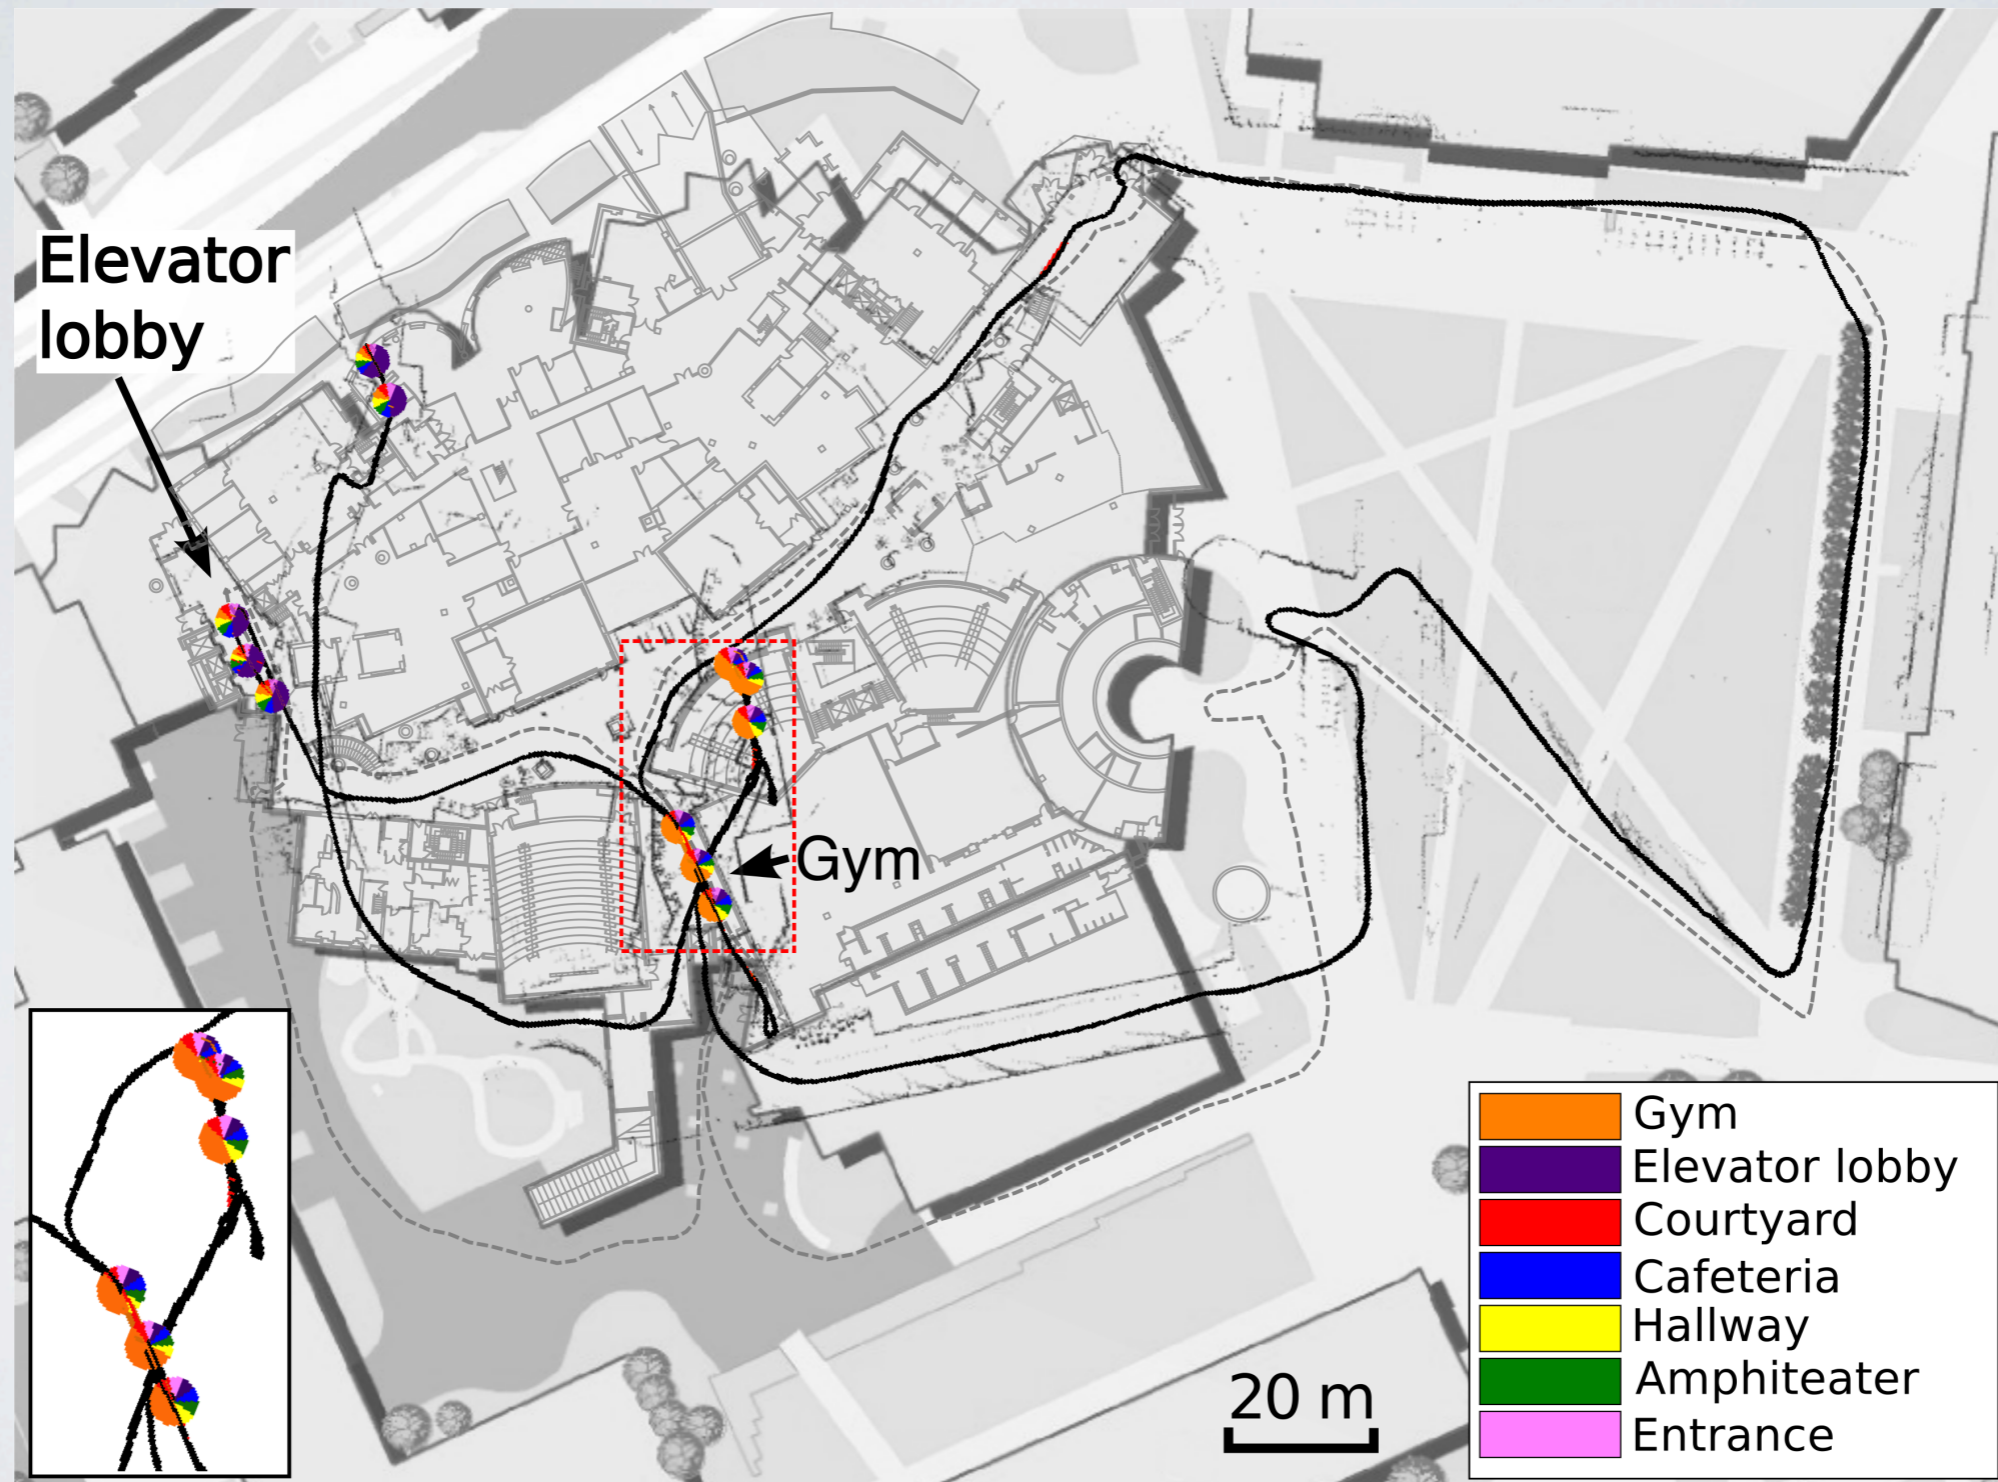 Elevator
lobby
Gym
20 m
Gym
Elevator lobby
Courtyard
Cafeteria
Hallway
Amphiteater
Entrance